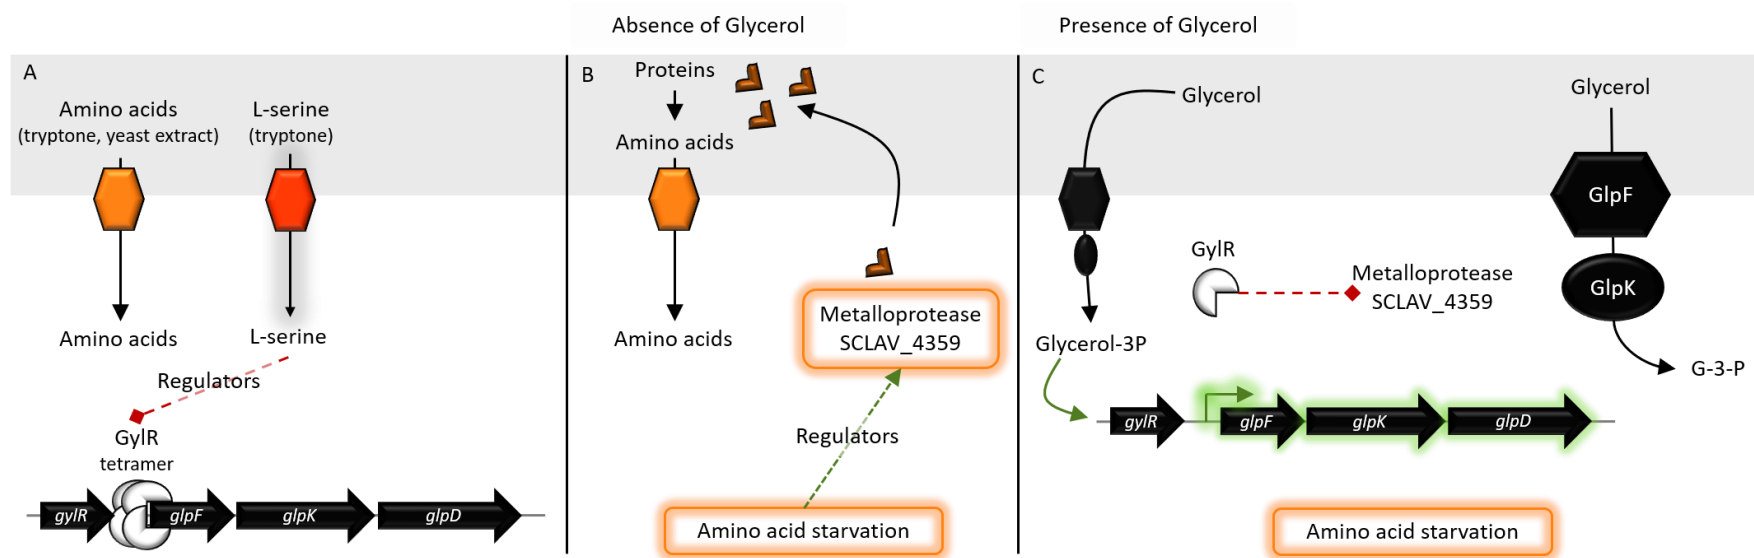 Absence of Glycerol
Presence of Glycerol
A
Amino acids
(tryptone, yeast extract)
L-serine
(tryptone)
Amino acids
L-serine
Regulators
GylR
tetramer
gylR
glpF
glpK
glpD
B
Proteins
Amino acids
Amino acids
Metalloprotease
SCLAV_4359
Regulators
Amino acid starvation
C
Glycerol
Glycerol
GlpF
GylR
Metalloprotease
SCLAV_4359
GlpK
Glycerol-3P
G-3-P
gylR
glpF
glpK
glpD
Amino acid starvation